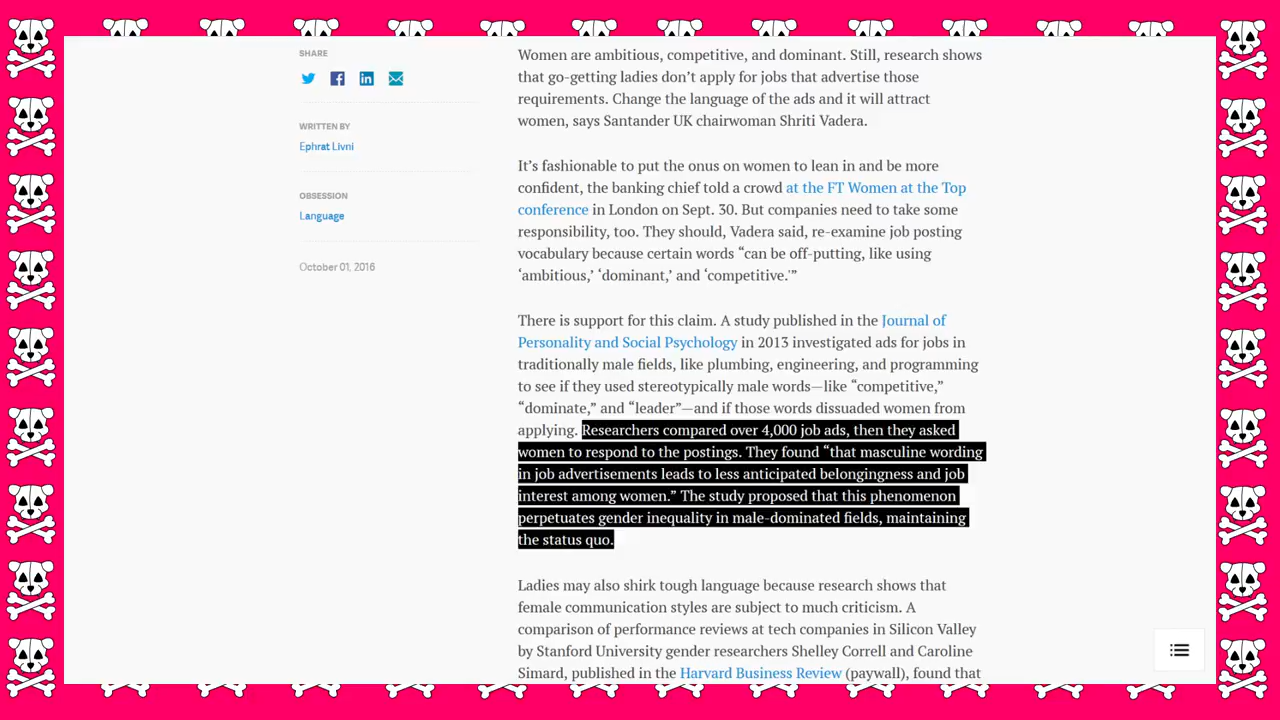 SHARE
WRITTEN BY
Ephrat Livni
OBSESSION
Language
October 01, 2016
Women are ambitious, competitive, and dominant. Still, research shows
that go-getting ladies don’t apply for jobs that advertise those
requirements. Change the language of the ads and it will attract
women, says Santander UK chairwoman Shriti Vadera.
It’s fashionable to put the onus on women to lean in and be more
confident, the banking chief told a crowd at the FT Women at the Top
conference in London on Sept. 30. But companies need to take some
responsibility, too. They should, Vadera said, re-examine job posting
vocabulary because certain words “can be off-putting, like using
‘ambitious,’ ‘dominant,’ and ‘competitive.'”
There is support for this claim. A study published in the Journal of
Personality and Social Psychology in 2013 investigated ads for jobs in
traditionally male fields, like plumbing, engineering, and programming
to see if they used stereotypically male words—like “competitive,”
“dominate,” and “leader”—and if those words dissuaded women from
applying. Researchers compared over 4,000 job ads, then they asked
women to respond to the postings. They found “that masculine wording
in job advertisements leads to less anticipated belongingness and job
interest among women.” The study proposed that this phenomenon
perpetuates gender inequality in male-dominated fields, maintaining
the status quo.
Ladies may also shirk tough language because research shows that
female communication styles are subject to much criticism. A
comparison of performance reviews at tech companies in Silicon Valley
by Stanford University gender researchers Shelley Correll and Caroline
Simard, published in the Harvard Business Review (paywall), found that